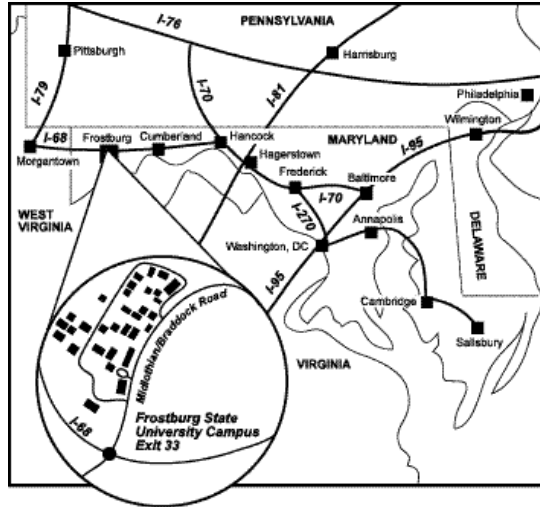 I-76
PENNSYLVANIA
Pittsburgh
Harrisburg
I-79
I-70
I-81
Philadelphia
Wilmington
I-68
Frostburg
Cumberland
Hancock
MARYLAND
I-95
Morgantown
Hagerstown
Frederick
Baltimore
I-70
WEST
VIRGINIA
I-270
Annapolis
DELAWARE
Washington, DC
I-95
Cambridge
Salisbury
VIRGINIA
Midlothian/Braddock Road
I-68
Frostburg State
University Campus
Exit 33